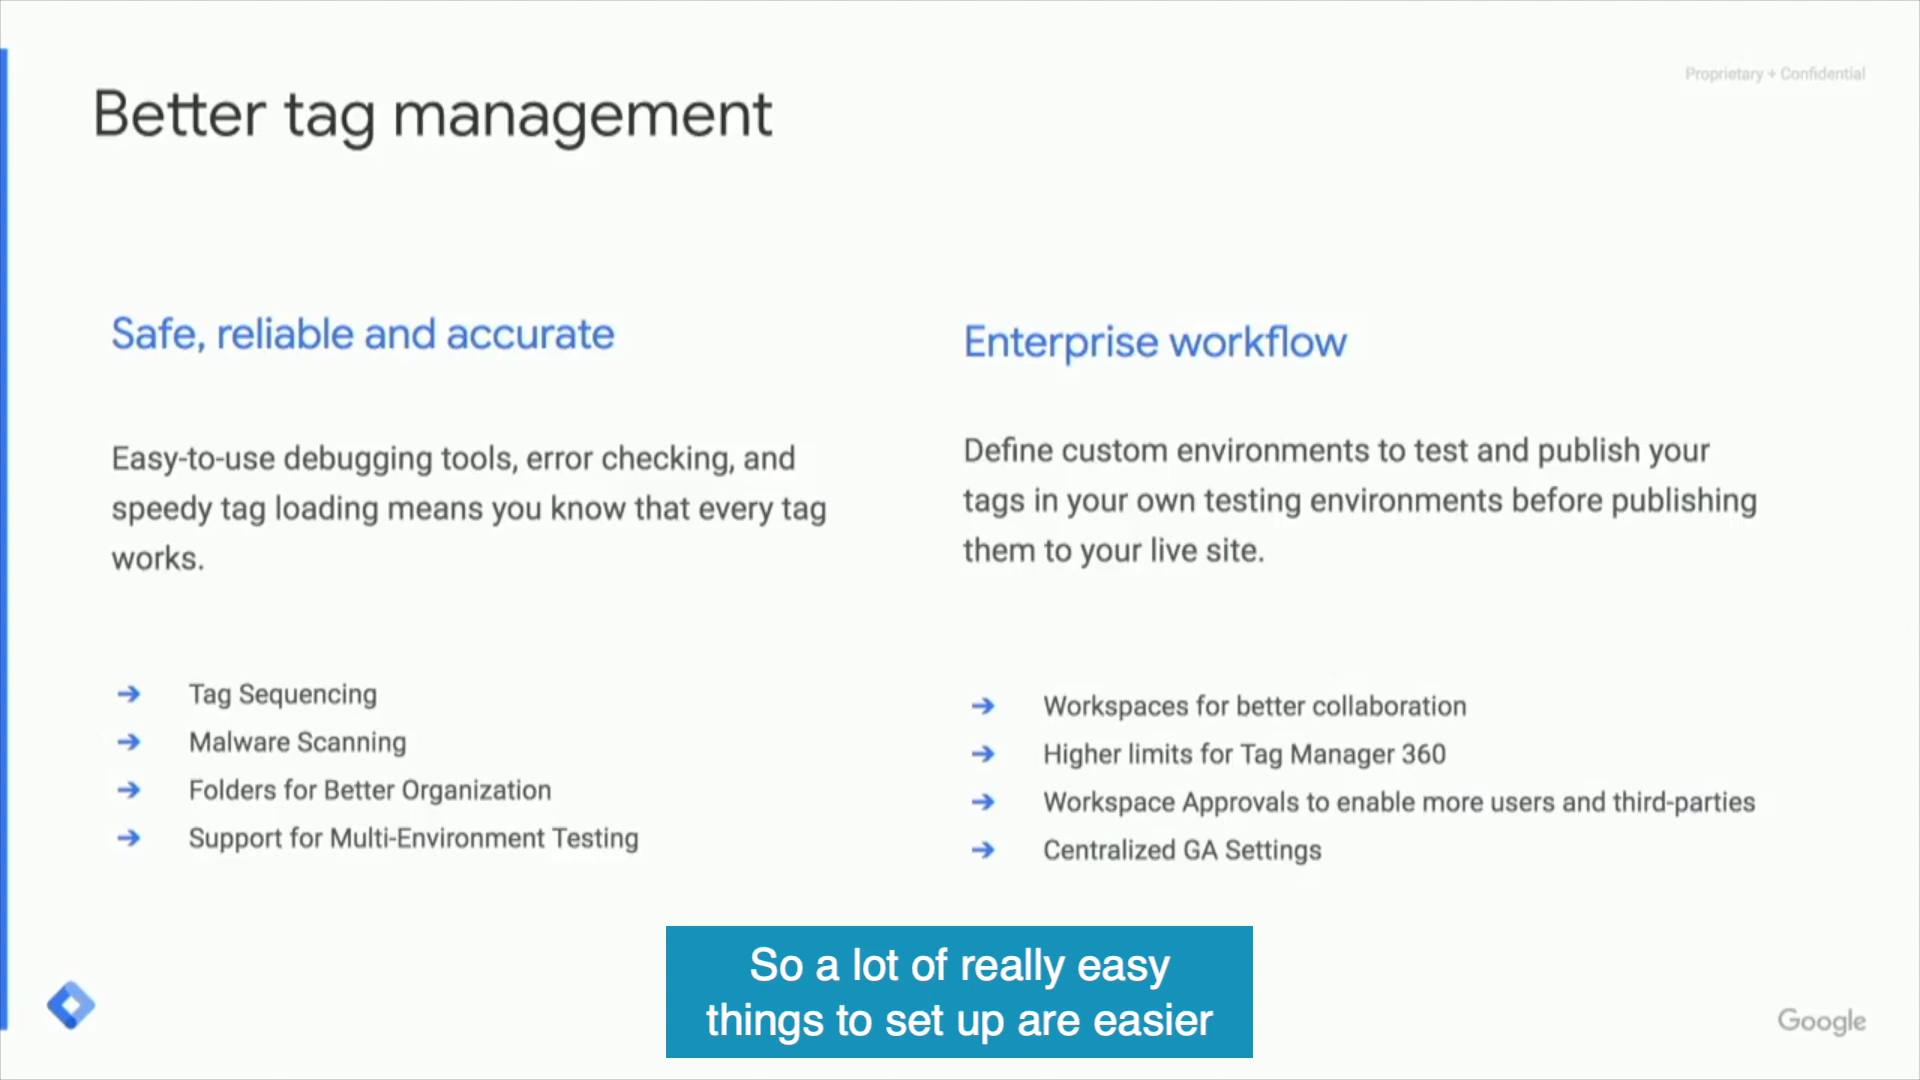 Proprietary + Confidential
Better tag management
Safe, reliable and accurate
Easy-to-use debugging tools, error checking, and
speedy tag loading means you know that every tag
works.
➔ Tag Sequencing
➔ Malware Scanning
➔ Folders for Better Organization
➔ Support for Multi-Environment Testing
Enterprise workflow
Define custom environments to test and publish your
tags in your own testing environments before publishing
them to your live site.
➔ Workspaces for better collaboration
➔ Higher limits for Tag Manager 360
➔ Workspace Approvals to enable more users and third-parties
➔ Centralized GA Settings
So a lot of really easy
things to set up are easier
Google